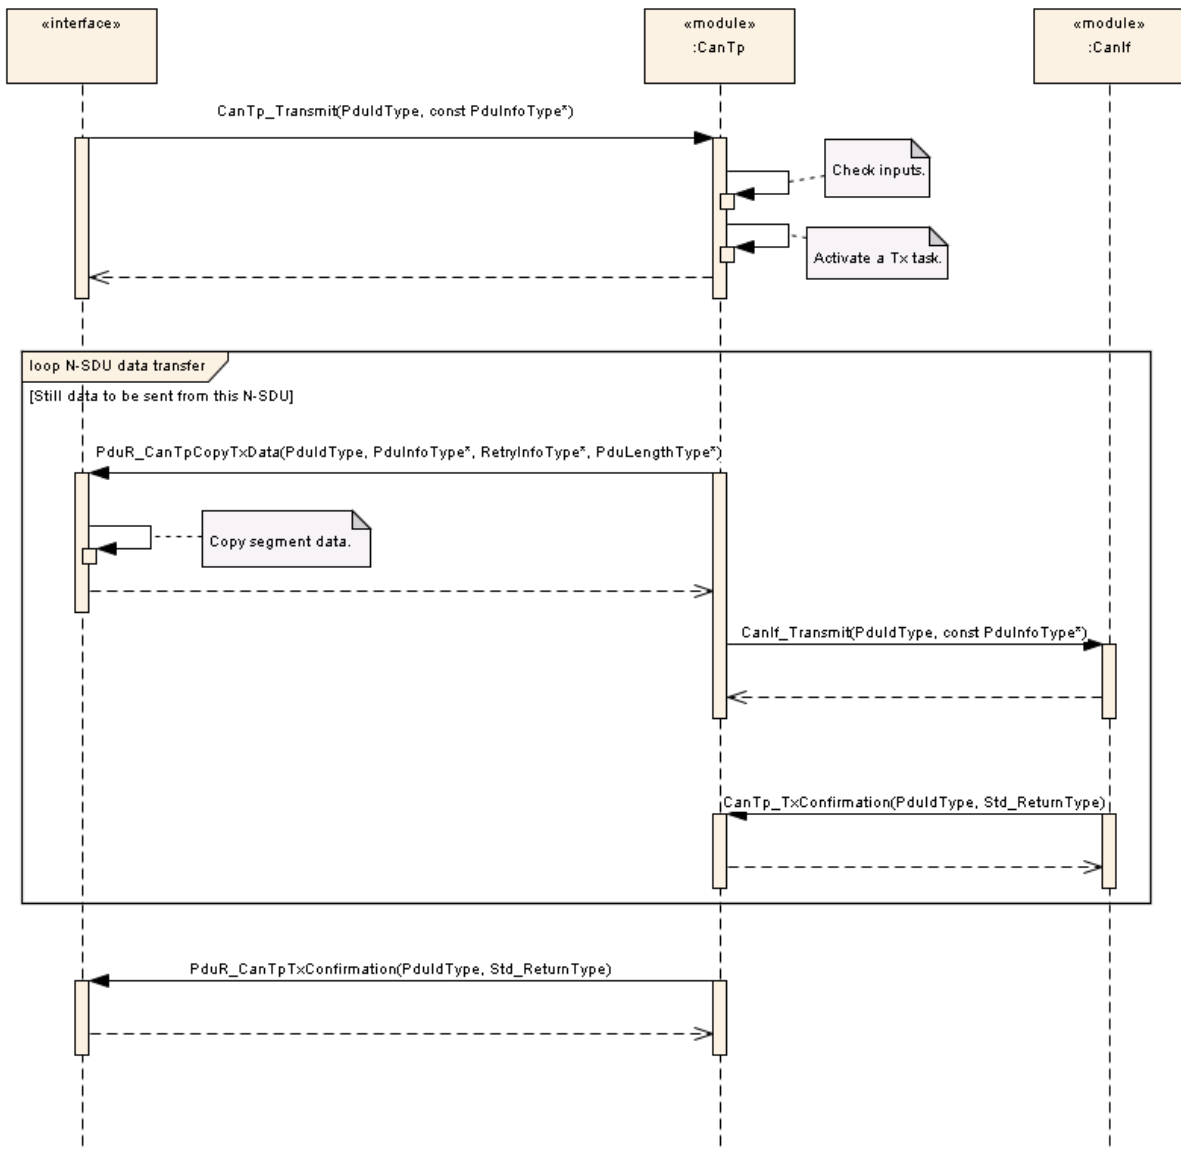 «interface»
«module»
:CanTp
«module»
:CanIf
CanTp_Transmit(PduIdType, const PduInfoType*)
Check inputs.
Activate a Tx task.
loop N-SDU data transfer
[Still data to be sent from this N-SDU]
PduR_CanTpCopyTxData(PduIdType, PduInfoType*, RetryInfoType*, PduLengthType*)
Copy segment data.
CanIf_Transmit(PduIdType, const PduInfoType*)
CanTp_TxConfirmation(PduIdType, Std_ReturnType)
PduR_CanTpTxConfirmation(PduIdType, Std_ReturnType)